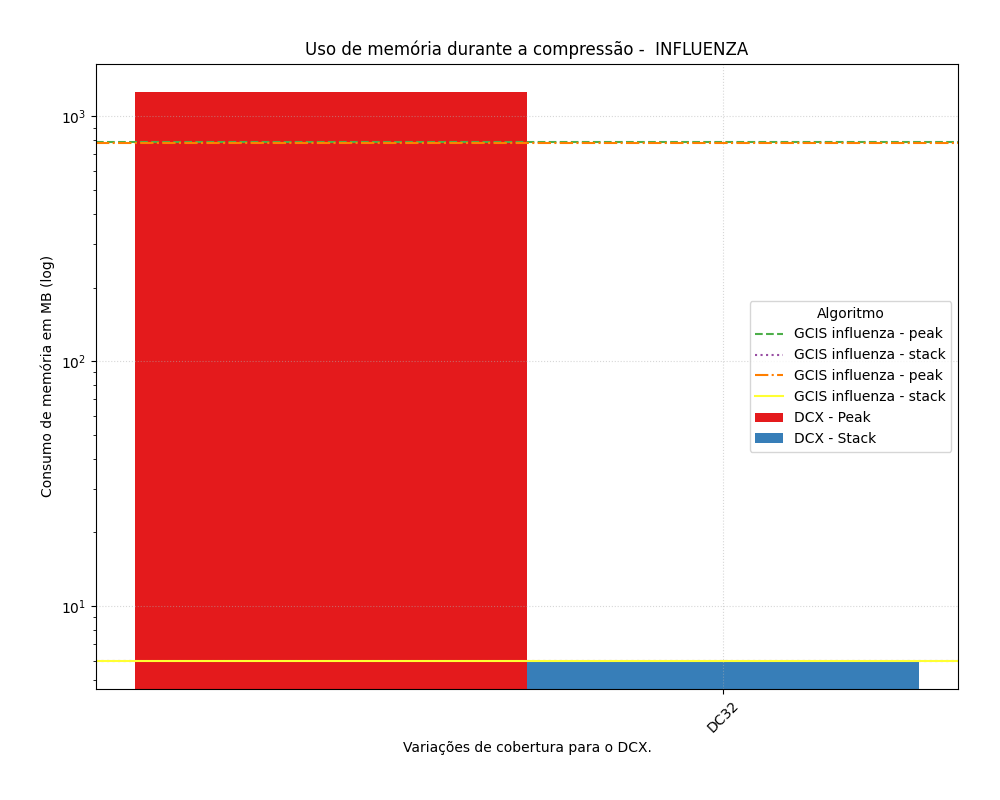 Uso de memória durante a compressão -  INFLUENZA
Consumo de memória em MB (log)
10³
10²
10¹
Algoritmo
GCIS influenza - peak
GCIS influenza - stack
GCIS influenza - peak
GCIS influenza - stack
DCX - Peak
DCX - Stack
DC32
Variações de cobertura para o DCX.